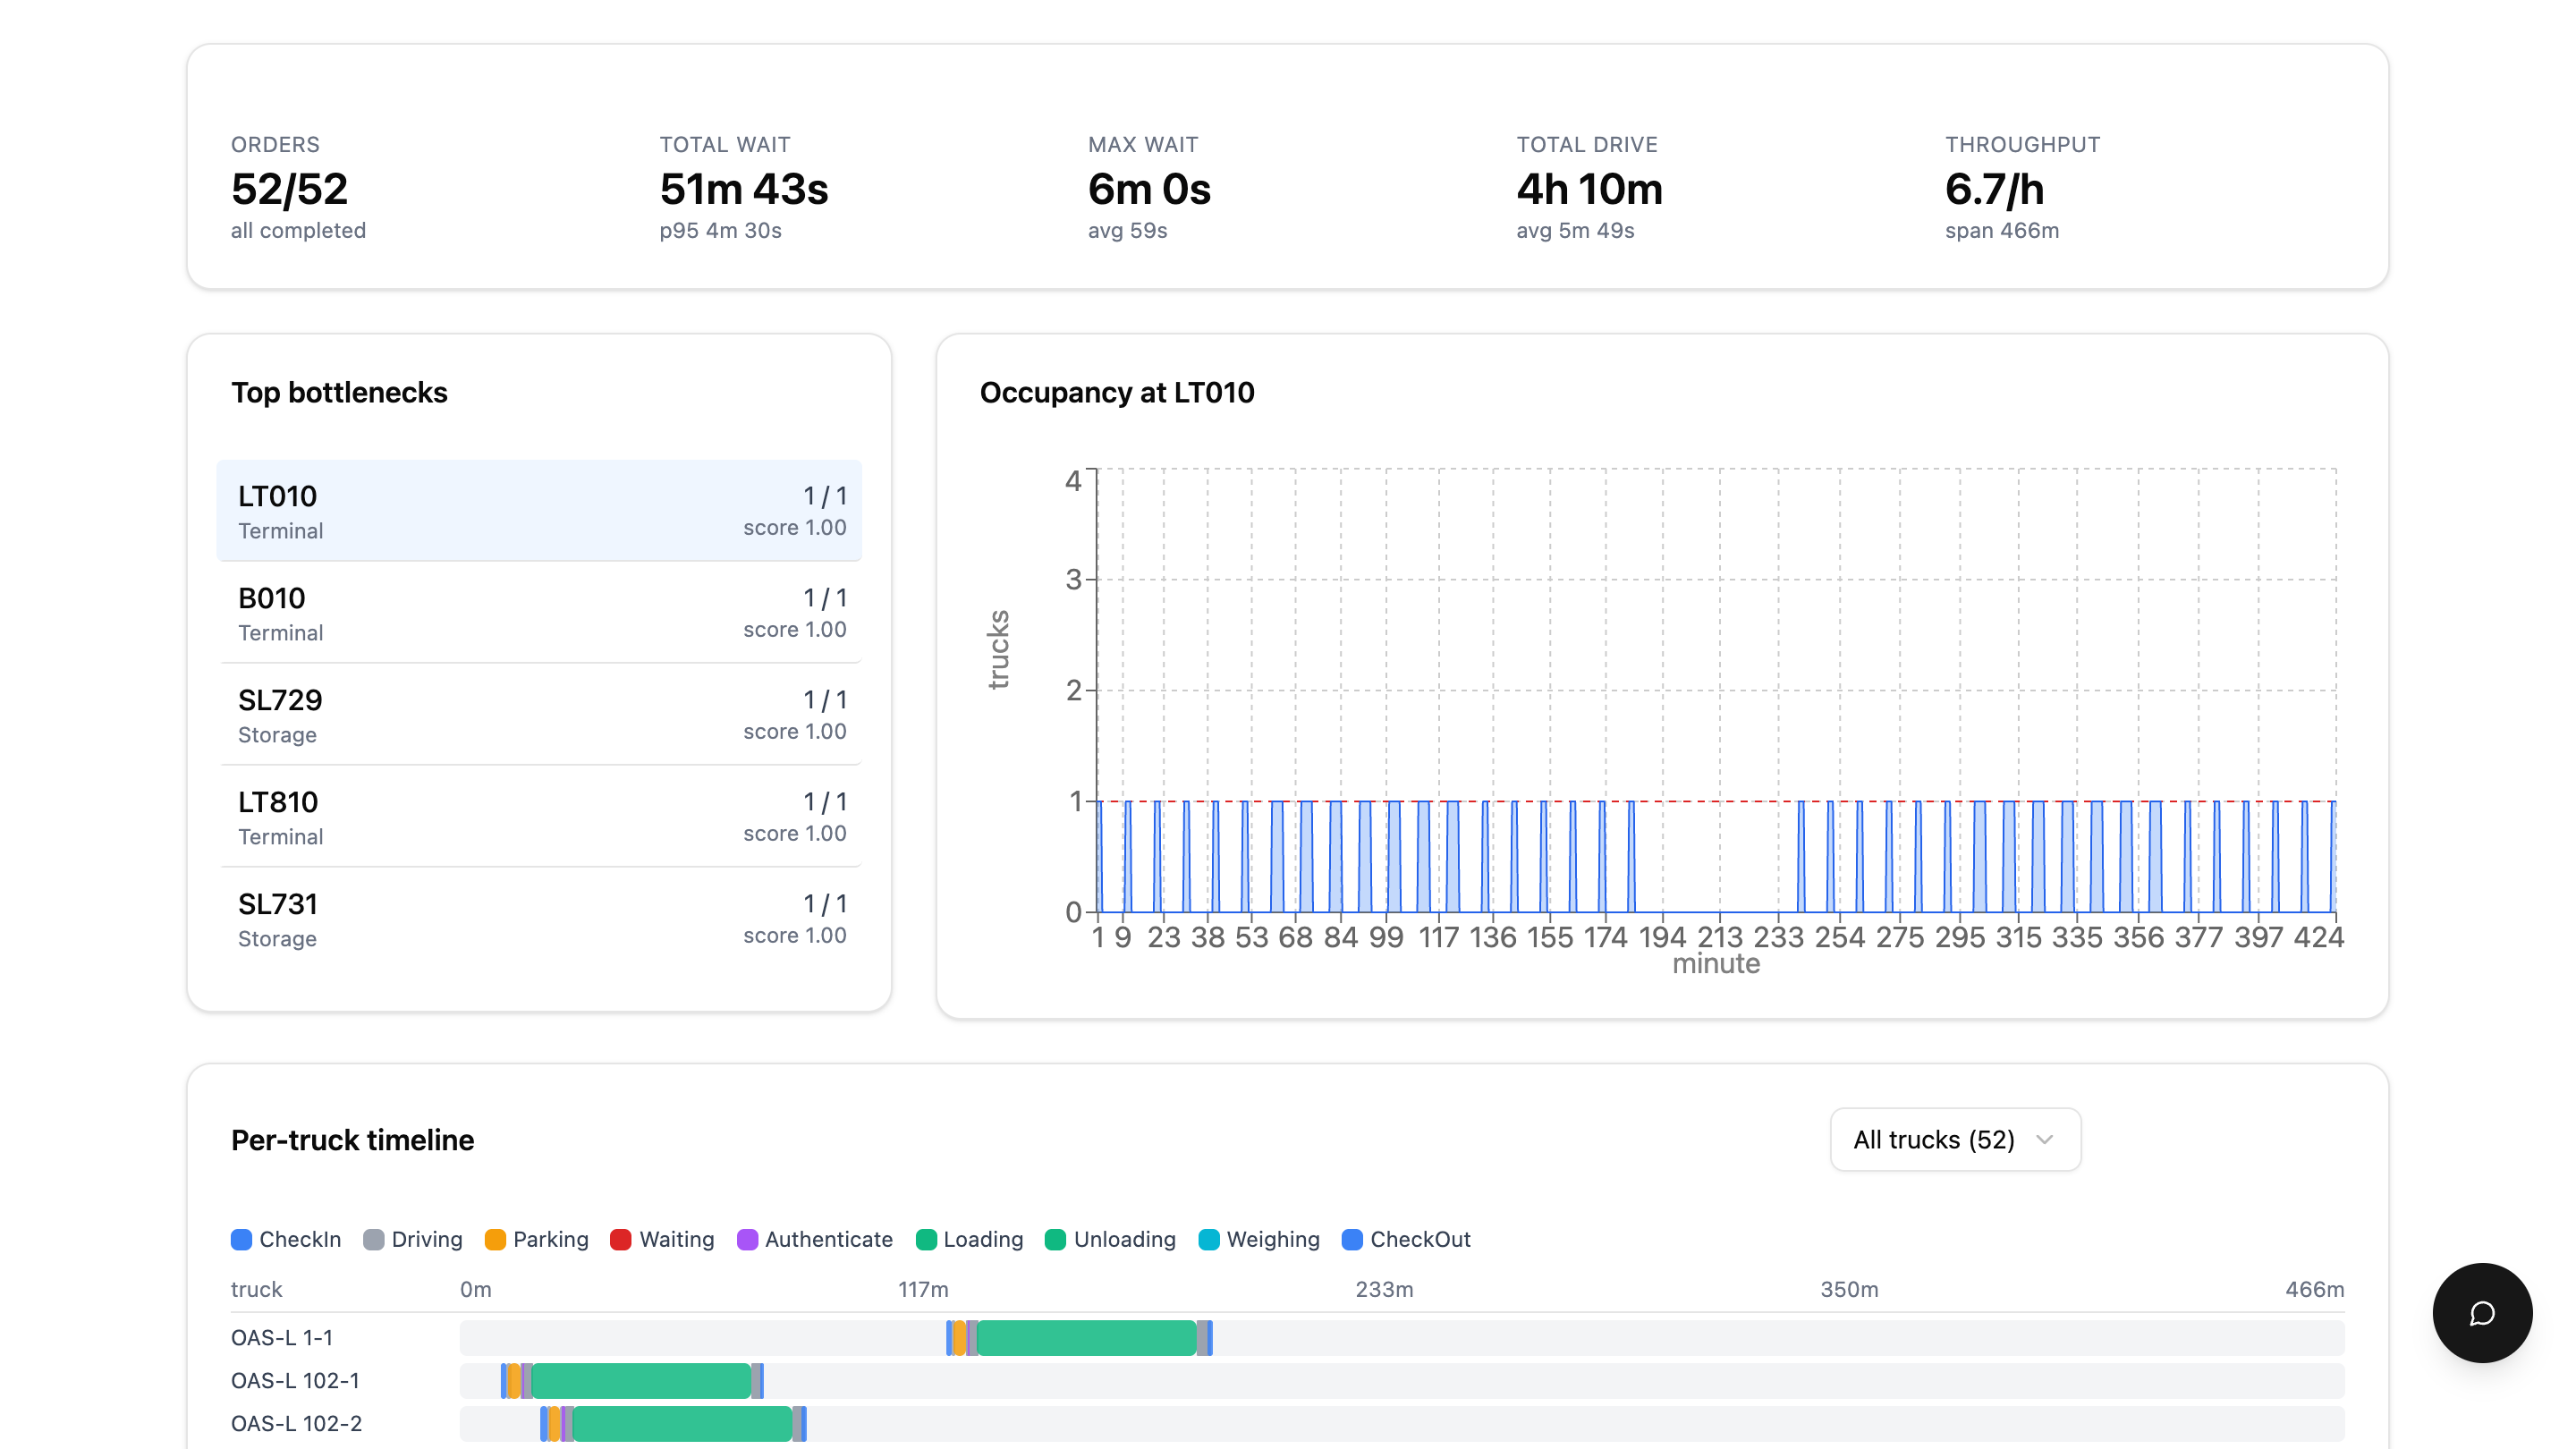 ORDERS
52/52
all completed
TOTAL WAIT
51m 43s
p95 4m 30s
MAX WAIT
6m 0s
avg 59s
TOTAL DRIVE
4h 10m
avg 5m 49s
THROUGHPUT
6.7/h
span 466m
Top bottlenecks
LT010
Terminal
1 / 1
score 1.00
B010
Terminal
1 / 1
score 1.00
SL729
Storage
1 / 1
score 1.00
LT810
Terminal
1 / 1
score 1.00
SL731
Storage
1 / 1
score 1.00
Occupancy at LT010
trucks
4
3
2
1
0
1 9 23 38 53 68 84 99 117 136 155 174 194 213 233 254 275 295 315 335 356 377 397 424
minute
Per-truck timeline
All trucks (52)
CheckIn Driving Parking Waiting Authenticate Loading Unloading Weighing CheckOut
truck 0m 117m 233m 350m 466m
OAS-L 1-1
OAS-L 102-1
OAS-L 102-2